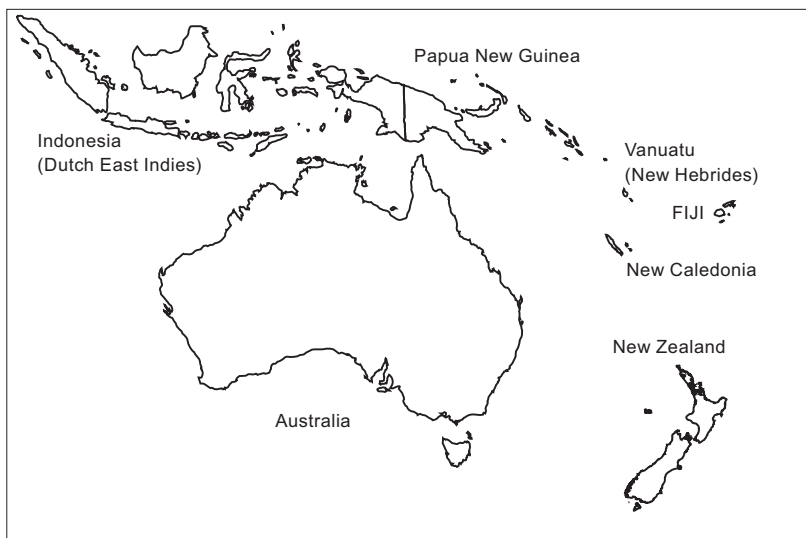 Papua New Guinea
Indonesia
(Dutch East Indies)
Vanuatu
(New Hebrides)
FIJI
New Caledonia
New Zealand
Australia